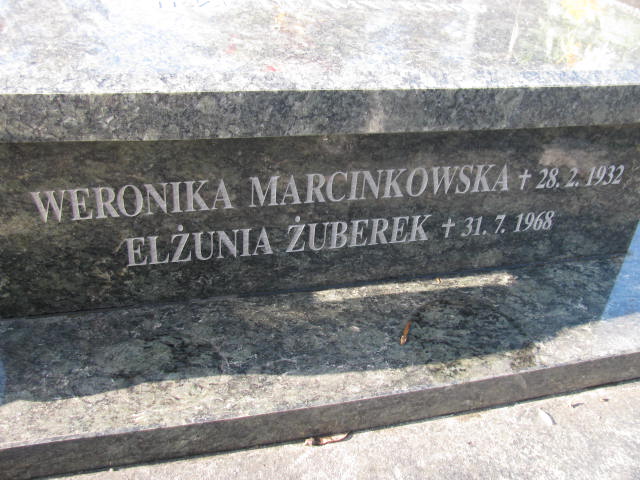 WERONIKA MARCINKOWSKA † 28. 2. 1932
ELŻUNIA ŻUBEREK † 31. 7. 1968